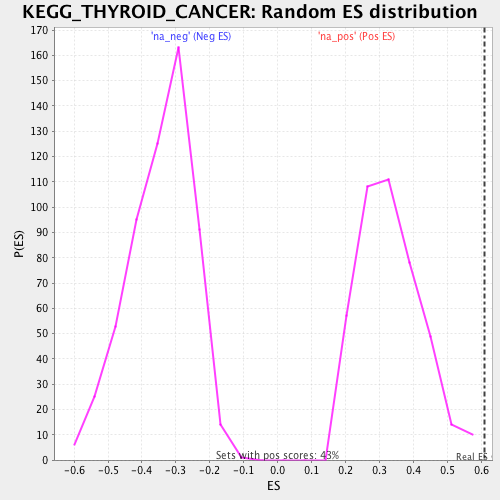 KEGG_THYROID_CANCER: Random ES distribution
'na_neg' (Neg ES)
'na_pos' (Pos ES)
170
160
150
140
130
120
110
100
90
80
70
60
50
40
30
20
10
0
P(ES)
Sets with pos scores: 43%
Real ES
-0.6 -0.5 -0.4 -0.3 -0.2 -0.1 0.0 0.1 0.2 0.3 0.4 0.5 0.6
ES